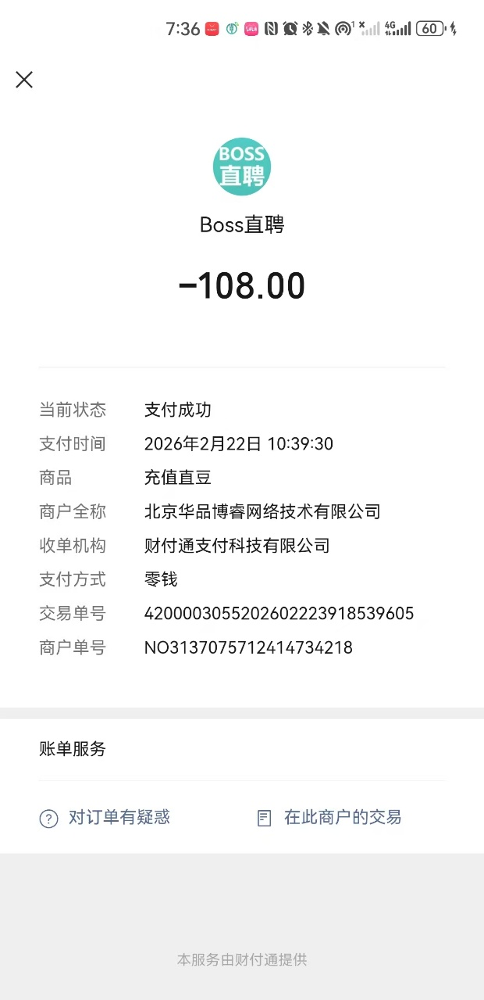 7:36
4G
60
BOSS
直聘
Boss直聘
-108.00
当前状态 支付成功
支付时间 2026年2月22日 10:39:30
商品 充值直豆
商户全称 北京华品博睿网络技术有限公司
收单机构 财付通支付科技有限公司
支付方式 零钱
交易单号 4200003055202602223918539605
商户单号 NO3137075712414734218
账单服务
对订单有疑惑 在此商户的交易
本服务由财付通提供